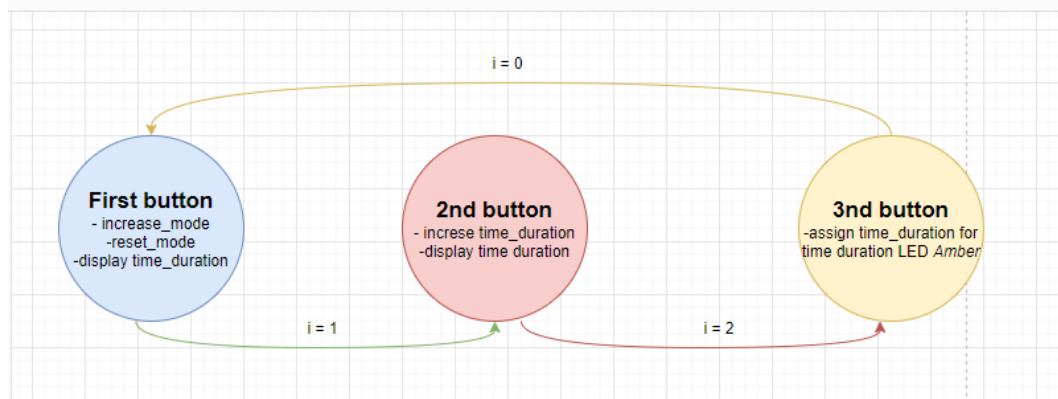 i = 0
First button
- increase_mode
-reset_mode
-display time_duration
2nd button
- increse time_duration
-display time duration
3nd button
-assign time_duration for
time duration LED Amber
i = 1
i = 2